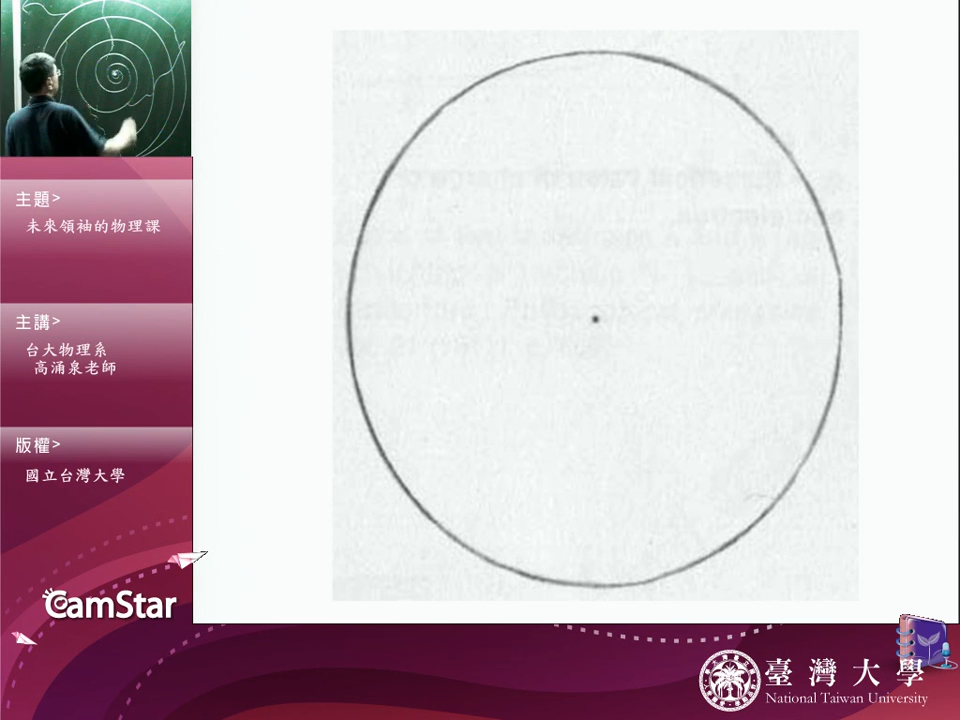 主題>
未來領袖的物理課
主講>
台大物理系
高涌泉老師
版權>
國立台灣大學
CamStar
臺灣大學
National Taiwan University